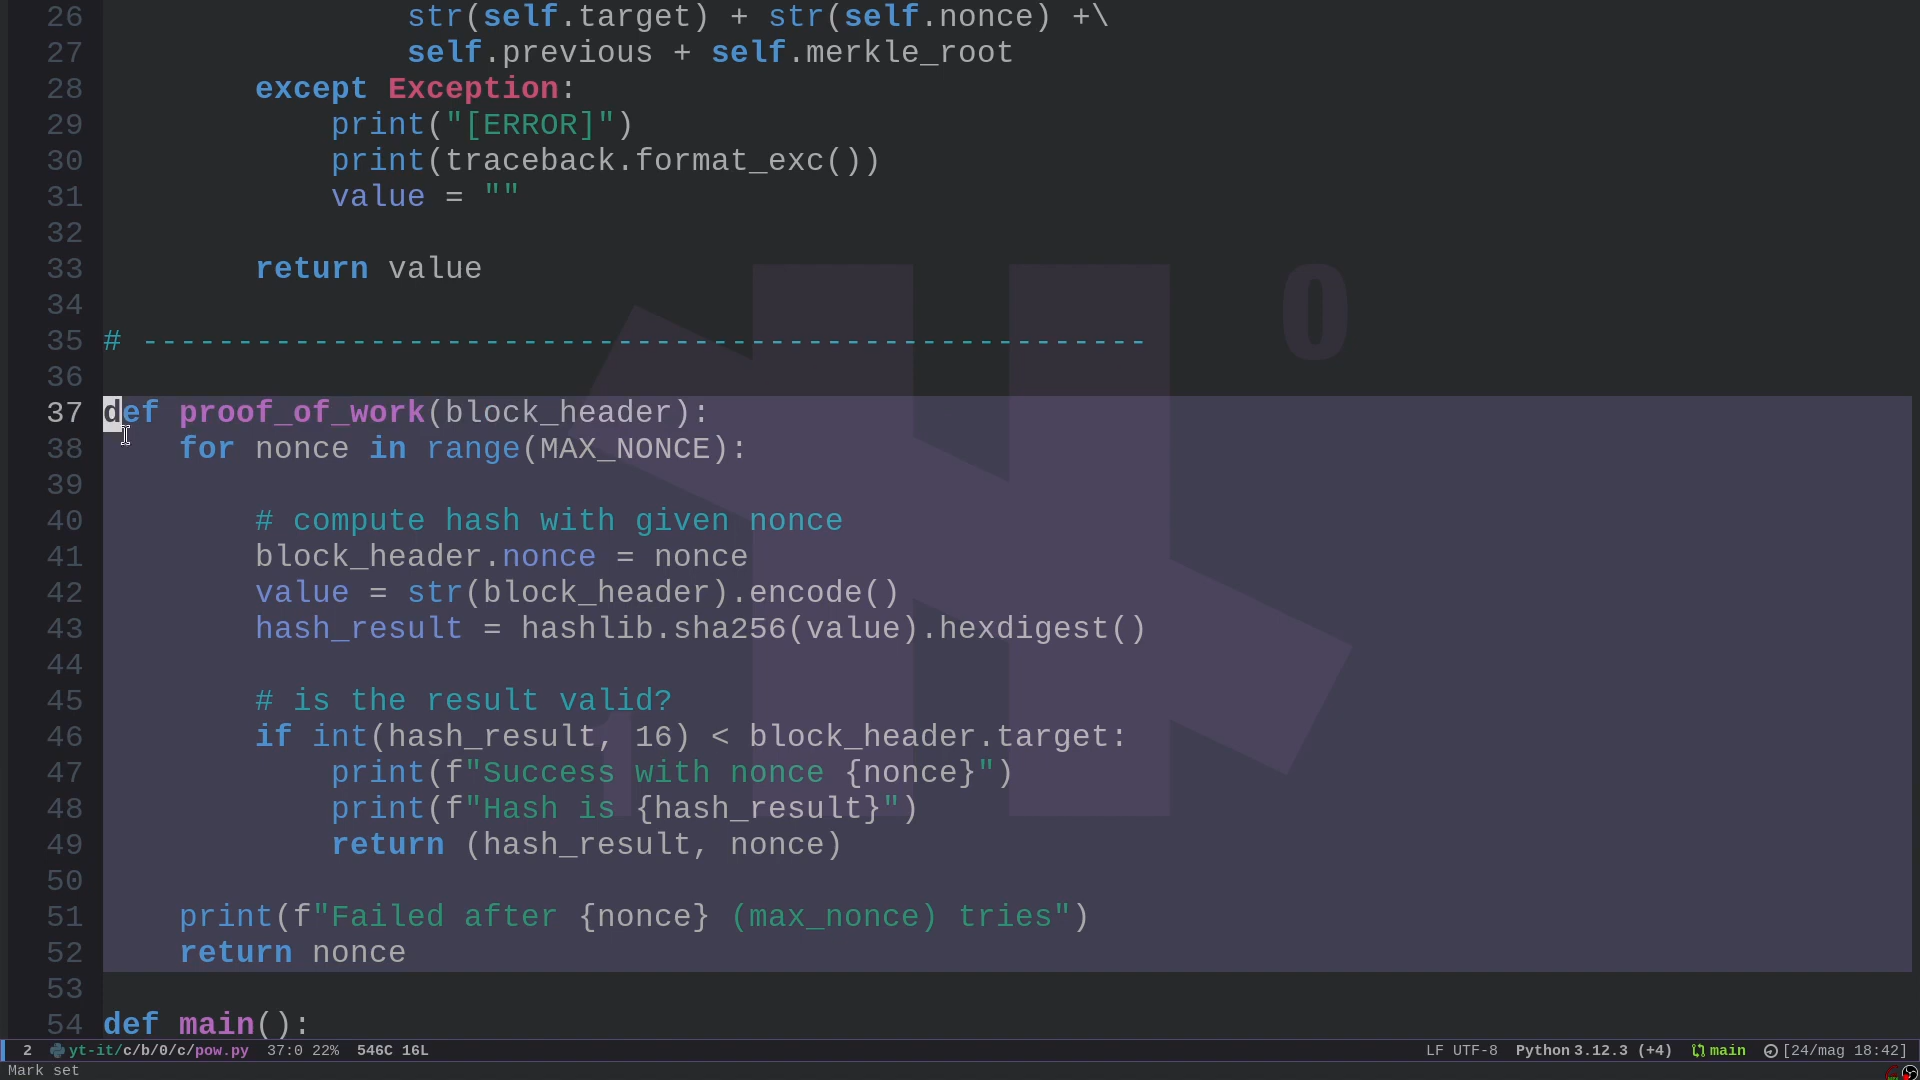 26                 str(self.target) + str(self.nonce) +\
27                 self.previous + self.merkle_root
28         except Exception:
29             print("[ERROR]")
30             print(traceback.format_exc())
31             value = ""
32
33         return value
34
35 # -----------------------------------------------------
36
37 def proof_of_work(block_header):
38     for nonce in range(MAX_NONCE):
39
40         # compute hash with given nonce
41         block_header.nonce = nonce
42         value = str(block_header).encode()
43         hash_result = hashlib.sha256(value).hexdigest()
44
45         # is the result valid?
46         if int(hash_result, 16) < block_header.target:
47             print(f"Success with nonce {nonce}")
48             print(f"Hash is {hash_result}")
49             return (hash_result, nonce)
50
51     print(f"Failed after {nonce} (max_nonce) tries")
52     return nonce
53
54 def main():
2 yt-it/c/b/0/c/pow.py 37:0 22% 546C 16L LF UTF-8 Python 3.12.3 (+4) main [24/mag 18:42]
Mark set
0
1